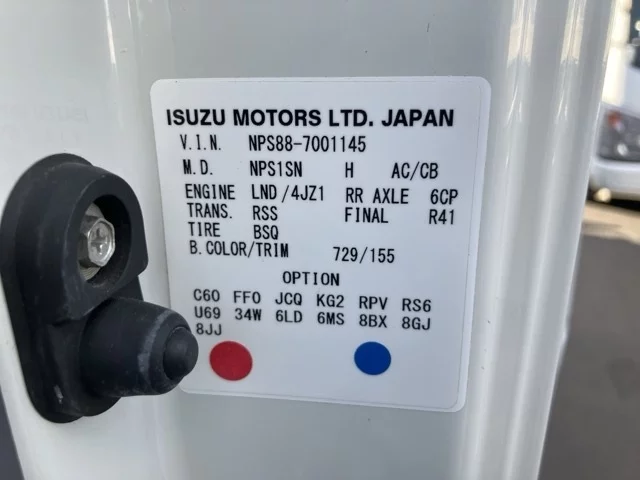 ISUZU MOTORS LTD. JAPAN
V.I.N. NPS88-7001145
M.D. NPS1SN H AC/CB
ENGINE LND/4JZ1 RR AXLE 6CP
TRANS. RSS FINAL R41
TIRE BSQ
B.COLOR/TRIM 729/155
OPTION
C60 FF0 JCQ KG2 RPV RS6
U69 34W 6LD 6MS 8BX 8GJ
8JJ